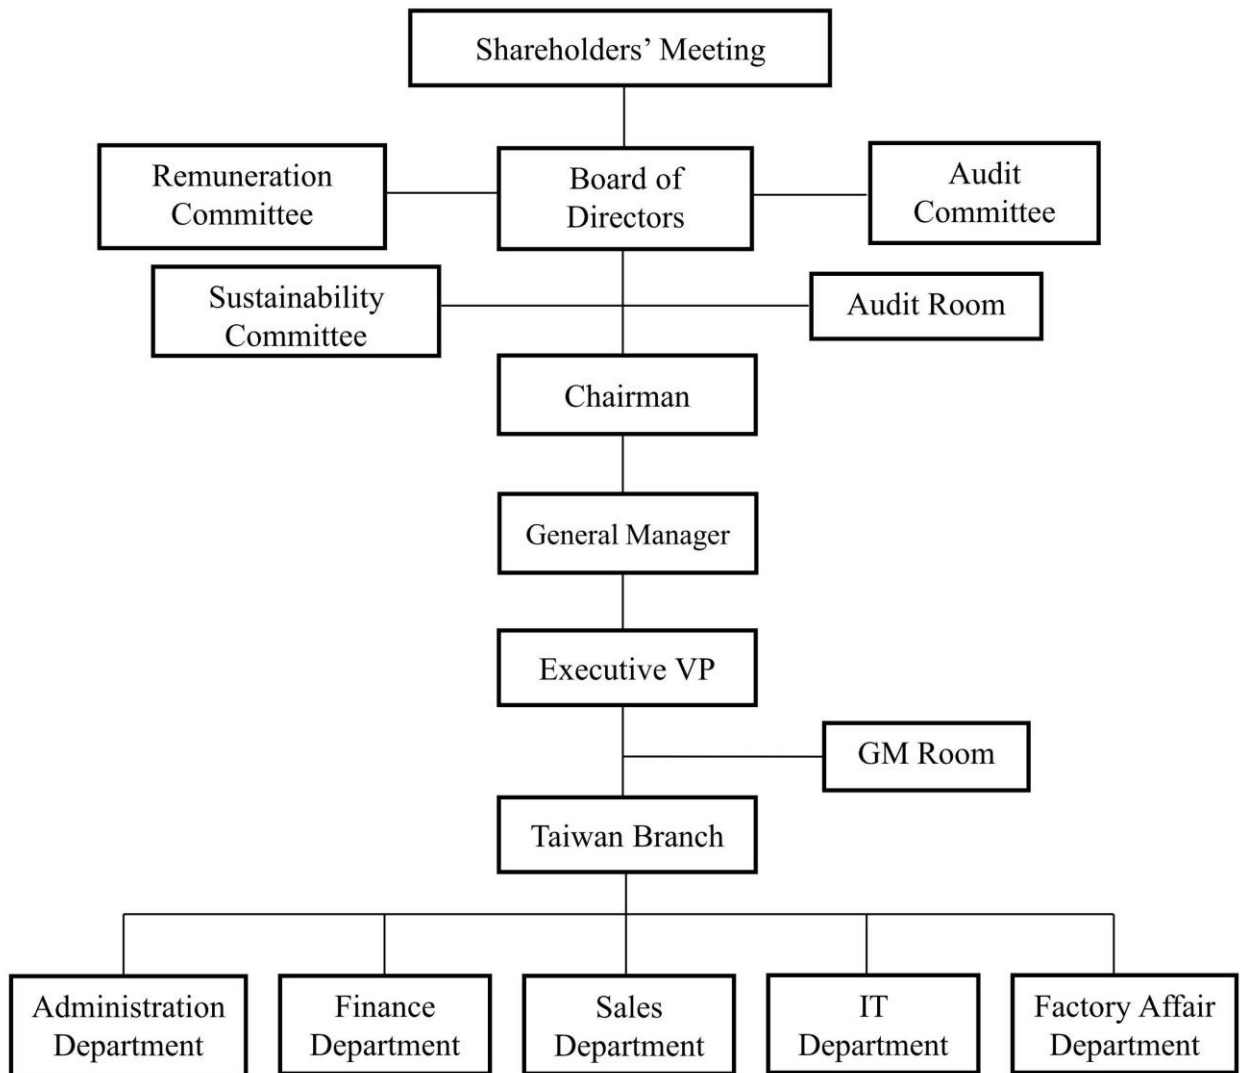 Shareholders’ Meeting
Remuneration
Committee
Board of
Directors
Audit
Committee
Sustainability
Committee
Audit Room
Chairman
General Manager
Executive VP
GM Room
Taiwan Branch
Administration
Department
Finance
Department
Sales
Department
IT
Department
Factory Affair
Department